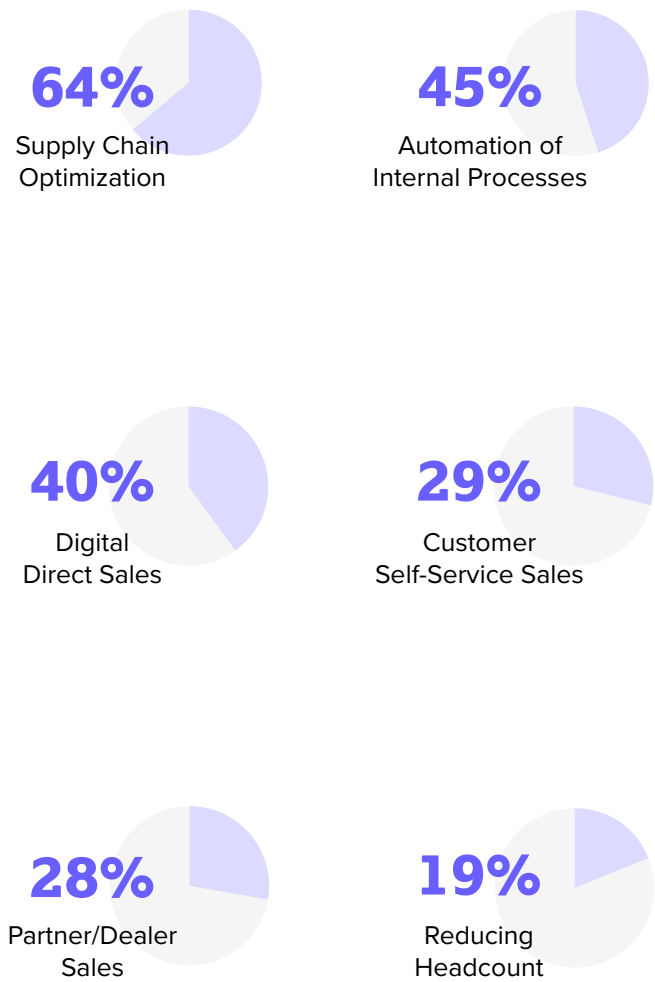 64%
Supply Chain
Optimization
45%
Automation of
Internal Processes
40%
Digital
Direct Sales
29%
Customer
Self-Service Sales
28%
Partner/Dealer
Sales
19%
Reducing
Headcount